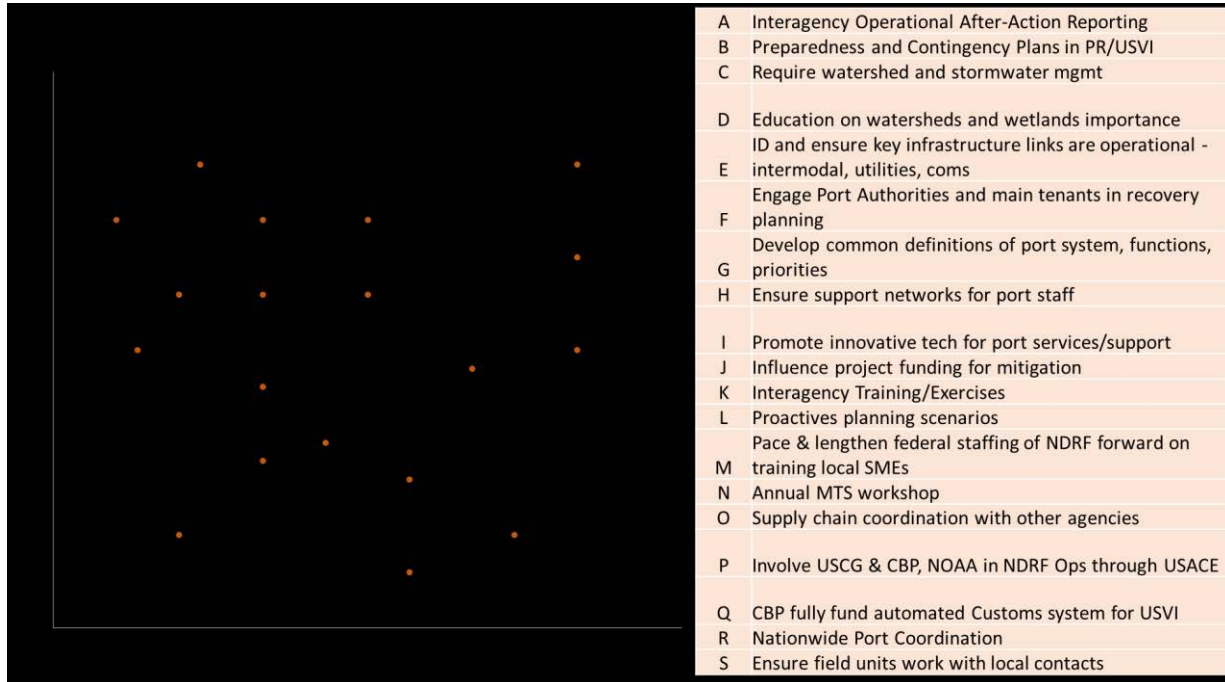 A Interagency Operational After-Action Reporting
B Preparedness and Contingency Plans in PR/USVI
C Require watershed and stormwater mgmt
D Education on watersheds and wetlands importance
ID and ensure key infrastructure links are operational -
E intermodal, utilities, coms
Engage Port Authorities and main tenants in recovery
F planning
Develop common definitions of port system, functions,
G priorities
H Ensure support networks for port staff
I Promote innovative tech for port services/support
J Influence project funding for mitigation
K Interagency Training/Exercises
L Proactives planning scenarios
Pace & lengthen federal staffing of NDRF forward on
M training local SMEs
N Annual MTS workshop
O Supply chain coordination with other agencies
P Involve USCG & CBP, NOAA in NDRF Ops through USACE
Q CBP fully fund automated Customs system for USVI
R Nationwide Port Coordination
S Ensure field units work with local contacts